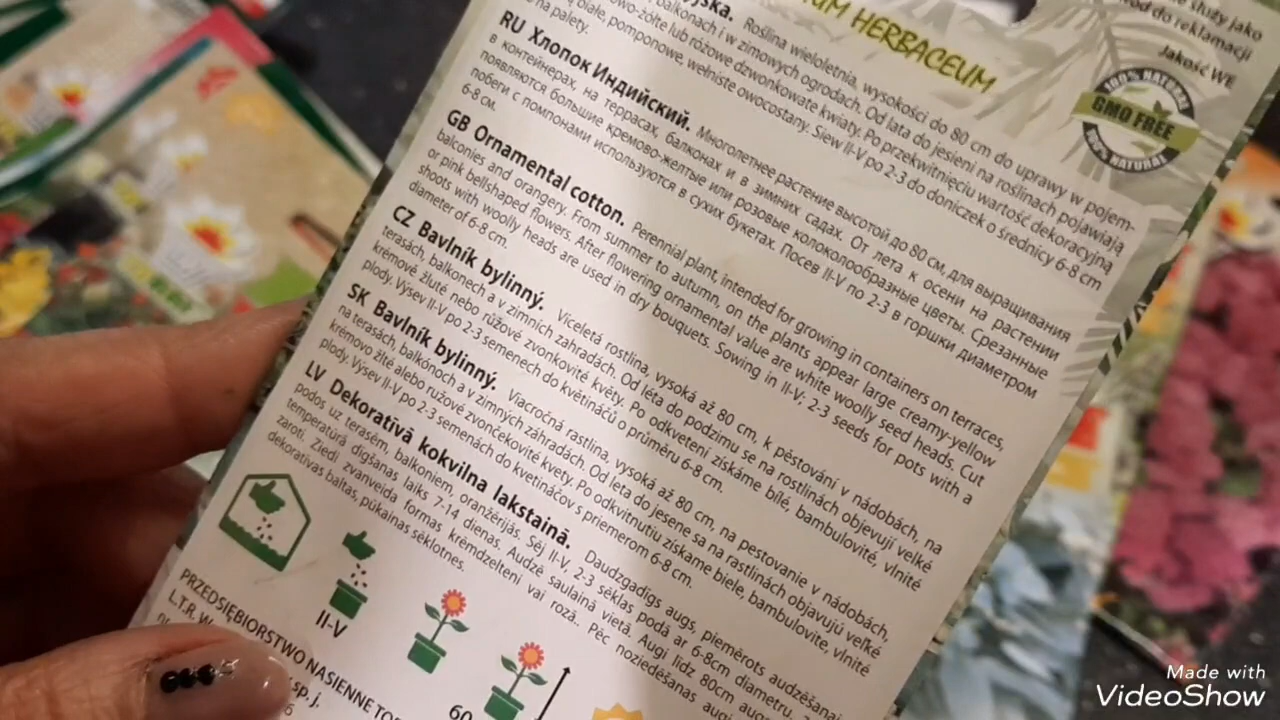 UM HERBACEUM
służy jako
kod do reklamacji
Jakość WE
100% NATURAL
GMO FREE
100% NATURAL
jska. Roślina wieloletnia, wysokości do 80 cm do uprawy w pojem-
balkonach i w zimowych ogrodach. Od lata do jesieni na roślinach pojawiają
owo-żółte lub różowe dzwonkowate kwiaty. Po przekwitnięciu wartość dekoracyjną
białe, pomponowe, wełniste owocostany. Siew II-V po 2-3 do doniczek o średnicy 6-8 cm
na palety.
RU Хлопок Индийский. Многолетнее растение высотой до 80 см, для выращивания
в контейнерах, на террасах, балконах и в зимних садах. От лета к осени на растении
появляются большие кремово-желтые или розовые колоколообразные цветы. Срезанные
побеги с помпонами используются в сухих букетах. Посев II-V по 2-3 в горшки диаметром
6-8 см.
GB Ornamental cotton. Perennial plant, intended for growing in containers on terraces,
balconies and orangery. From summer to autumn, on the plants appear large creamy-yellow
or pink bellshaped flowers. After flowering ornamental value are white woolly seed heads. Cut
shoots with woolly heads are used in dry bouquets. Sowing in II-V: 2-3 seeds for pots with a
diameter of 6-8 cm.
CZ Bavlník bylinný. Víceletá rostlina, vysoká až 80 cm, k pěstování v nádobách, na
terasách, balkonech a v zimních zahradách. Od léta do podzimu se na rostlinách objevují velké
krémově žluté nebo růžové zvonkovité květy. Po odkvetení získáme bílé, bambulovité, vlnité
plody. Výsev II-V po 2-3 semenech do květináčů o průměru 6-8 cm.
SK Bavlník bylinný. Viacročná rastlina, vysoká až 80 cm, na pestovanie v nádobách,
na terasách, balkónoch a v zimných záhradách. Od leta do jesene sa na rastlinách objavujú veľké
krémovo žlté alebo ružové zvončekovité kvety. Po odkvitnutiu získame biele, bambulovité, vlnité
plody. Výsev II-V po 2-3 semenách do kvetináčov s priemerom 6-8 cm.
LV Dekoratīvā kokvilna lakstainā. Daudzgadīgs augs, piemērots audzēšanai
podos uz terasēm, balkoniem, oranžērijās. Sēj II-V, 2-3 sēklas podā ar 6-8cm diametru.
temperatūrā dīgšanas laiks 7-14 dienas. Audzē saulainā vietā. Augi līdz 80cm aug
zaroti. Ziedi zvanveida formas, krēmdzelteni vai rozā. Pēc noziedēšanas augi
dekoratīvas baltas, pūkainas sēklotnes.
II-V
60
PRZEDSIĘBIORSTWO NASIENNE TOR
L.T.R. W
sp. j.
6
Made with
VideoShow